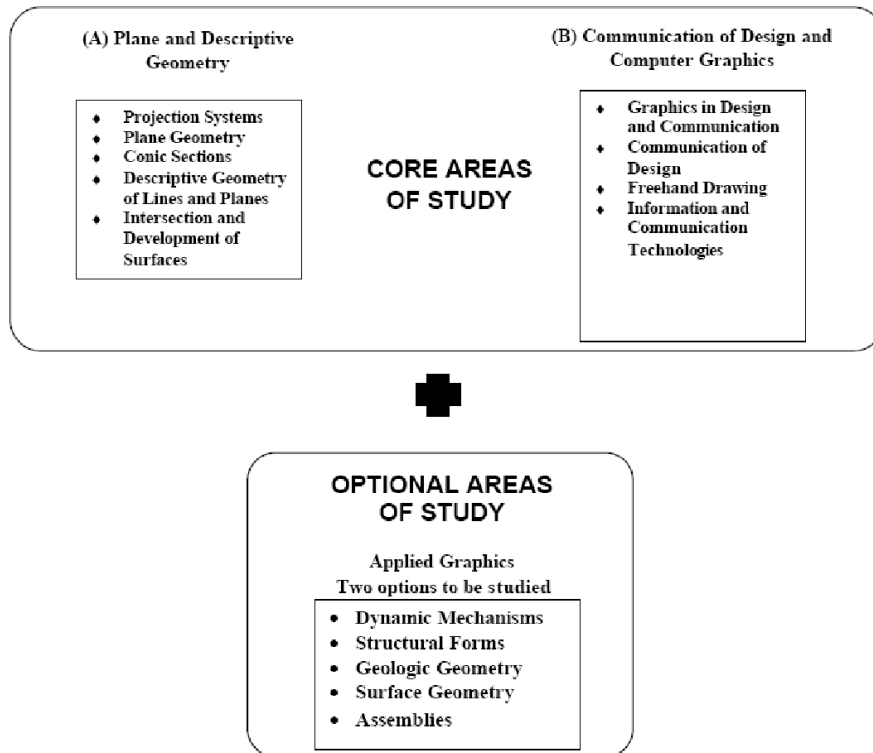 (A) Plane and Descriptive
Geometry
♦ Projection Systems
♦ Plane Geometry
♦ Conic Sections
♦ Descriptive Geometry
of Lines and Planes
♦ Intersection and
Development of
Surfaces
CORE AREAS
OF STUDY
(B) Communication of Design and
Computer Graphics
♦ Graphics in Design
and Communication
♦ Communication of
Design
♦ Freehand Drawing
♦ Information and
Communication
Technologies
OPTIONAL AREAS
OF STUDY
Applied Graphics
Two options to be studied
• Dynamic Mechanisms
• Structural Forms
• Geologic Geometry
• Surface Geometry
• Assemblies